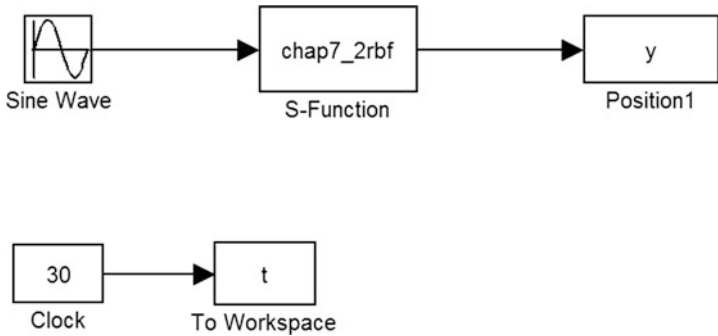 chap7_2rbf
y
Sine Wave
S-Function
Position1
30
t
Clock
To Workspace